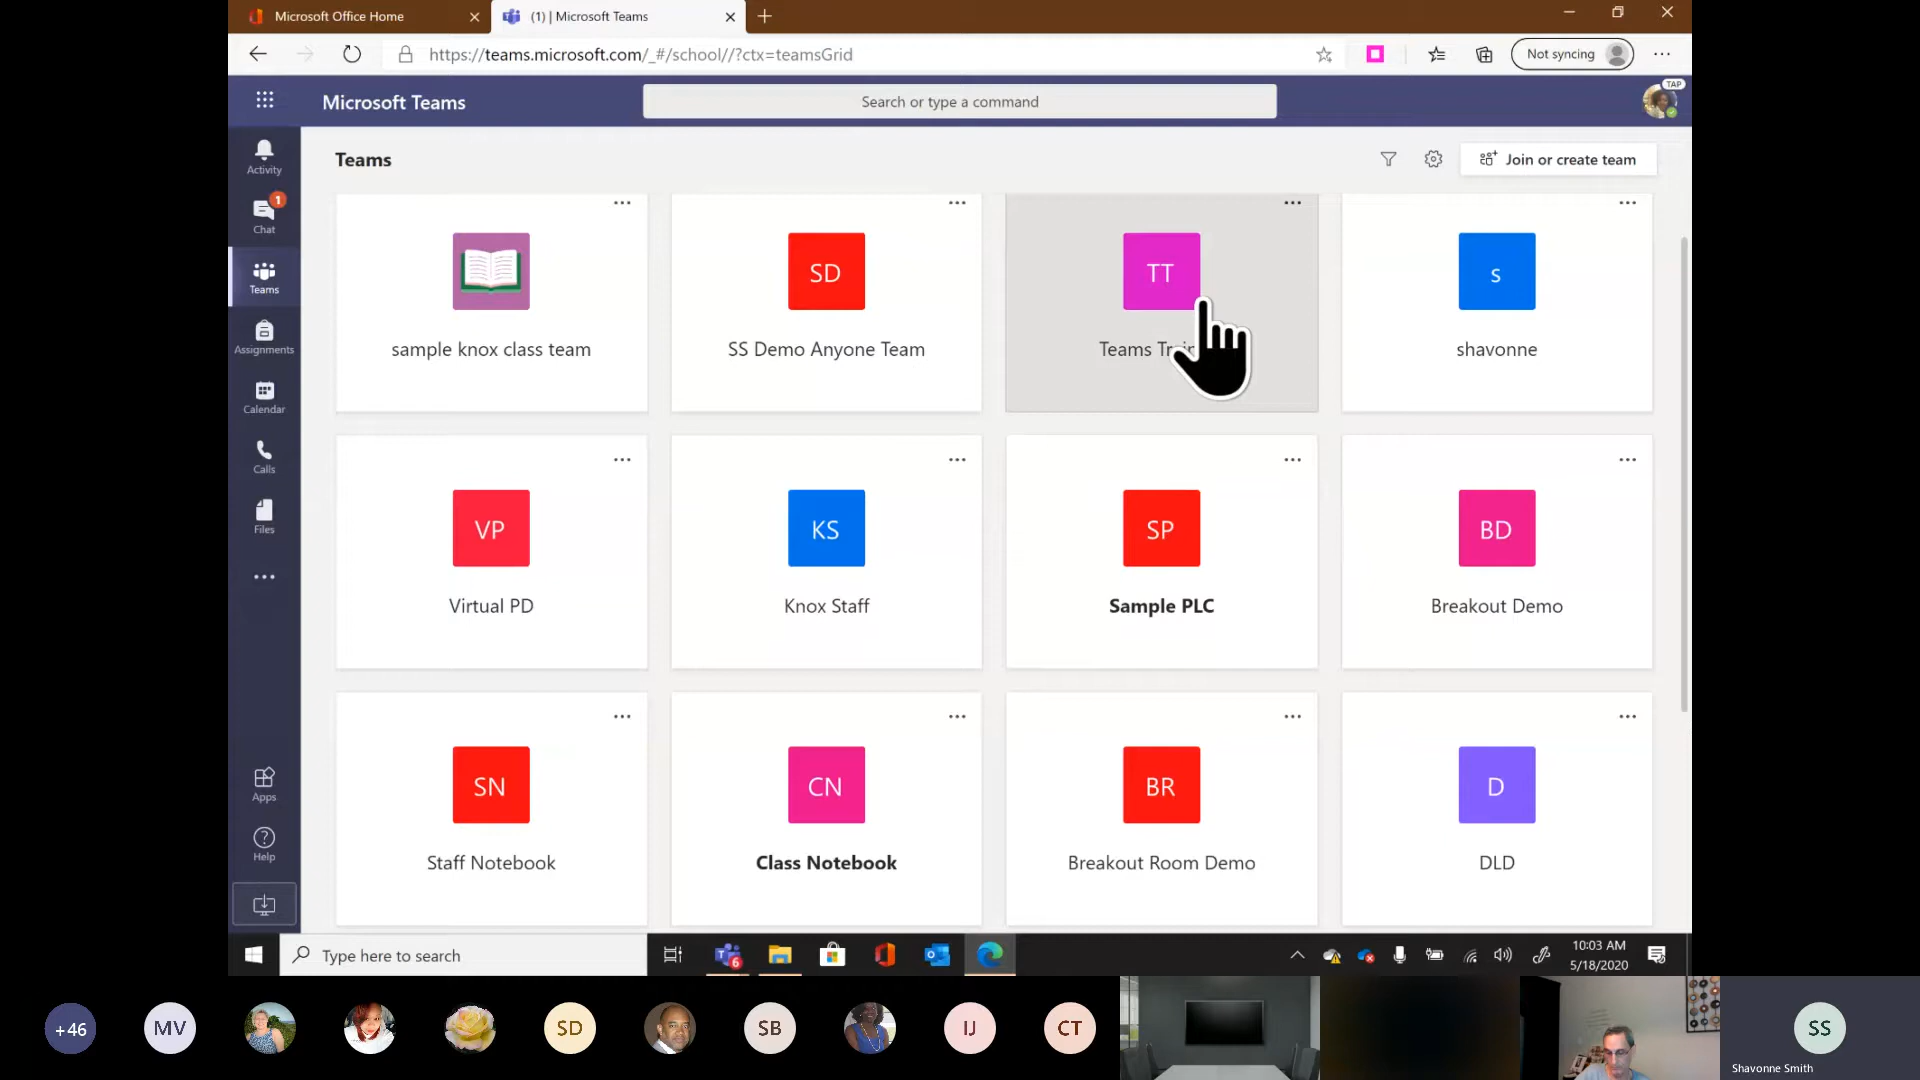 Microsoft Office Home
(1) | Microsoft Teams
https://teams.microsoft.com/_#/school//?ctx=teamsGrid
Not syncing
Microsoft Teams
Search or type a command
TAP
Activity
1
Chat
Teams
Assignments
Calendar
Calls
Files
Apps
Help
Teams
Join or create team
sample knox class team
SD
SS Demo Anyone Team
TT
Teams
s
shavonne
VP
Virtual PD
KS
Knox Staff
SP
Sample PLC
BD
Breakout Demo
SN
Staff Notebook
CN
Class Notebook
BR
Breakout Room Demo
D
DLD
Type here to search
6
10:03 AM
5/18/2020
+46
MV
SD
SB
IJ
CT
SS
Shavonne Smith